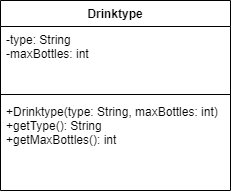 Drinktype
-type: String
-maxBottles: int
+Drinktype(type: String, maxBottles: int)
+getType(): String
+getMaxBottles(): int